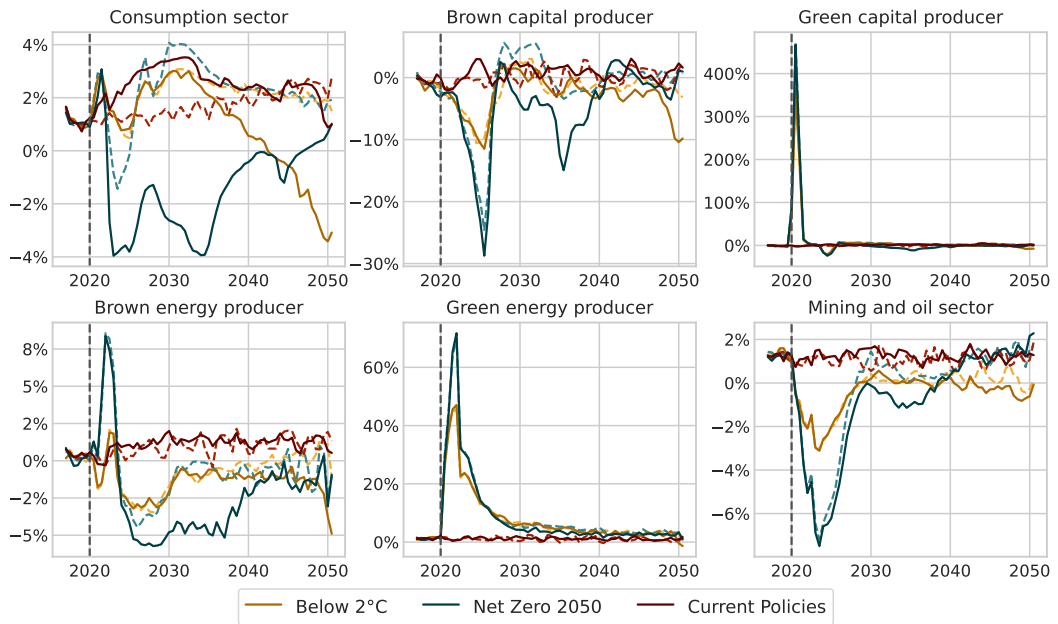 Consumption sector
Brown capital producer
Green capital producer
4%
2%
0%
−2%
−4%
2020 2030 2040 2050
0%
−10%
−20%
−30%
2020 2030 2040 2050
400%
300%
200%
100%
0%
2020 2030 2040 2050
Brown energy producer
Green energy producer
Mining and oil sector
8%
5%
2%
0%
−2%
−5%
2020 2030 2040 2050
60%
40%
20%
0%
2020 2030 2040 2050
2%
0%
−2%
−4%
−6%
2020 2030 2040 2050
Below 2°C Net Zero 2050 Current Policies